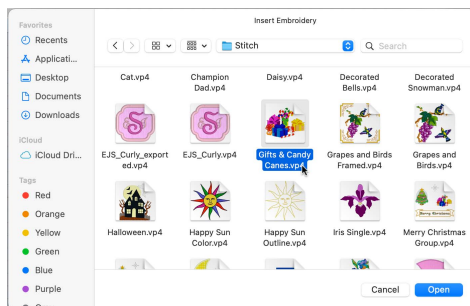 Insert Embroidery
Favorites
Recents
Applicati...
Desktop
Documents
Downloads
iCloud
iCloud Dri...
Tags
Red
Orange
Yellow
Green
Blue
Purple
Stitch
Search
Cat.vp4
Champion
Dad.vp4
Daisy.vp4
Decorated
Bells.vp4
Decorated
Snowman.vp4
EJS_Curly_export
ed.vp4
EJS_Curly.vp4
Gifts & Candy
Canes.vp4
Grapes and Birds
Framed.vp4
Grapes and
Birds.vp4
Halloween.vp4
Happy Sun
Color.vp4
Happy Sun
Outline.vp4
Iris Single.vp4
Merry Christmas
Merry Christmas
Group.vp4
Cancel
Open